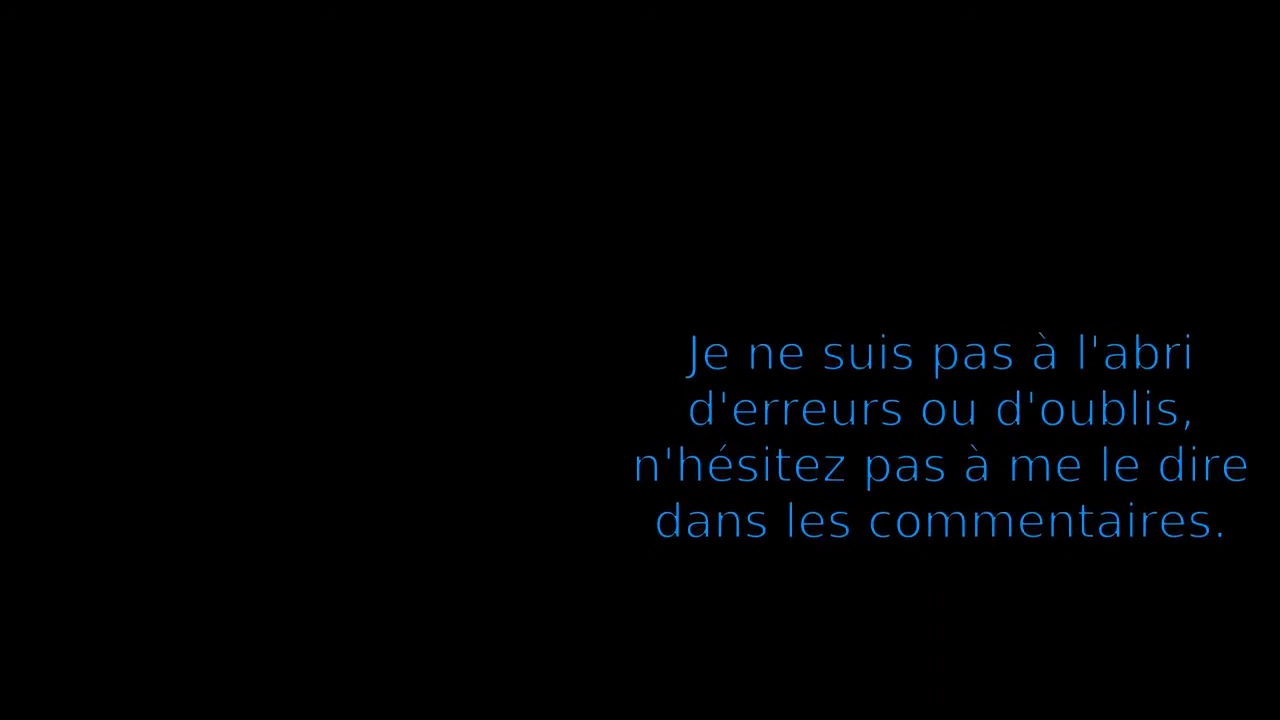 Je ne suis pas à l'abri
d'erreurs ou d'oublis,
n'hésitez pas à me le dire
dans les commentaires.